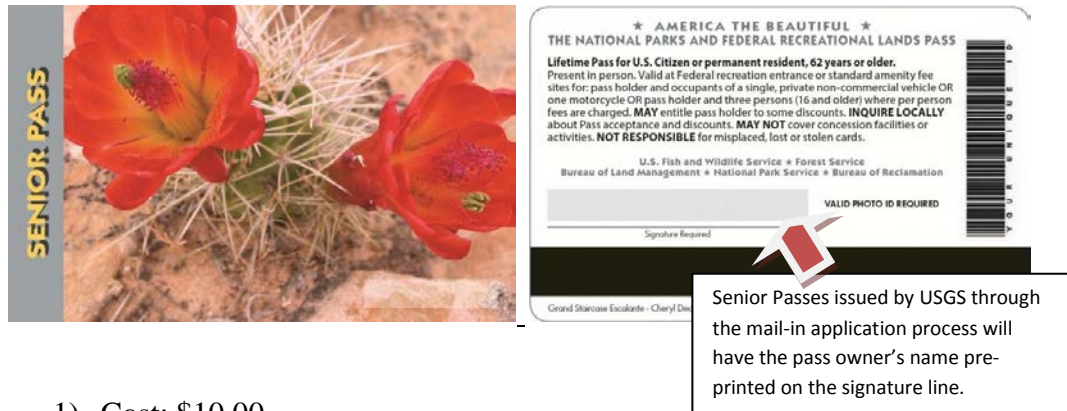 SENIOR PASS
★ AMERICA THE BEAUTIFUL ★
THE NATIONAL PARKS AND FEDERAL RECREATIONAL LANDS PASS
Lifetime Pass for U.S. Citizen or permanent resident, 62 years or older.
Present in person. Valid at Federal recreation entrance or standard amenity fee
sites for: pass holder and occupants of a single, private non-commercial vehicle OR
one motorcycle OR pass holder and three persons (16 and older) where per person
fees are charged. MAY entitle pass holder to some discounts. INQUIRE LOCALLY
about Pass acceptance and discounts. MAY NOT cover concession facilities or
activities. NOT RESPONSIBLE for misplaced, lost or stolen cards.
U.S. Fish and Wildlife Service ★ Forest Service
Bureau of Land Management ★ National Park Service ★ Bureau of Reclamation
VALID PHOTO ID REQUIRED
Signature Required
YOUR UNIQUE ID
Grand Staircase Escalante - Cheryl
Senior Passes issued by USGS through
the mail-in application process will
have the pass owner's name pre-
printed on the signature line.
1) Cost: $10.00